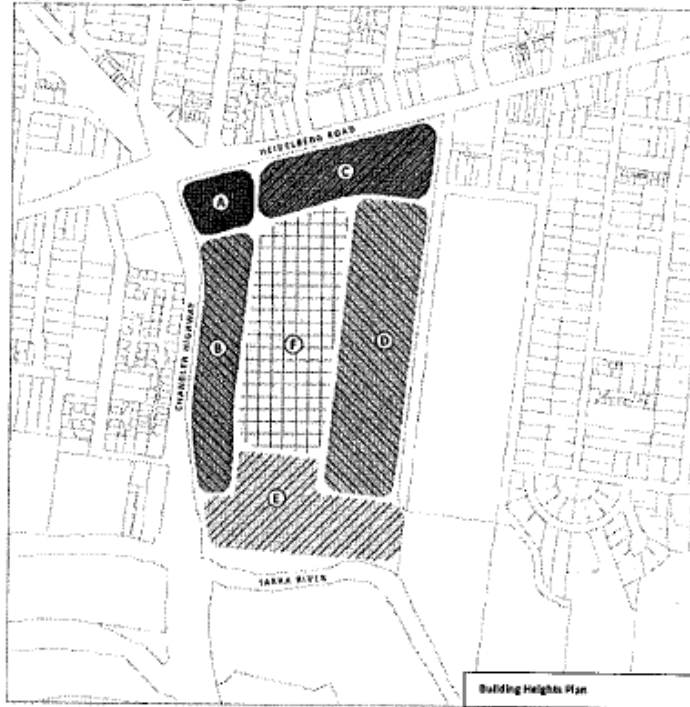 HEIDELBERG ROAD
C
A
CHANDLER HIGHWAY
B
F
D
E
YARRA RIVER
Building Heights Plan